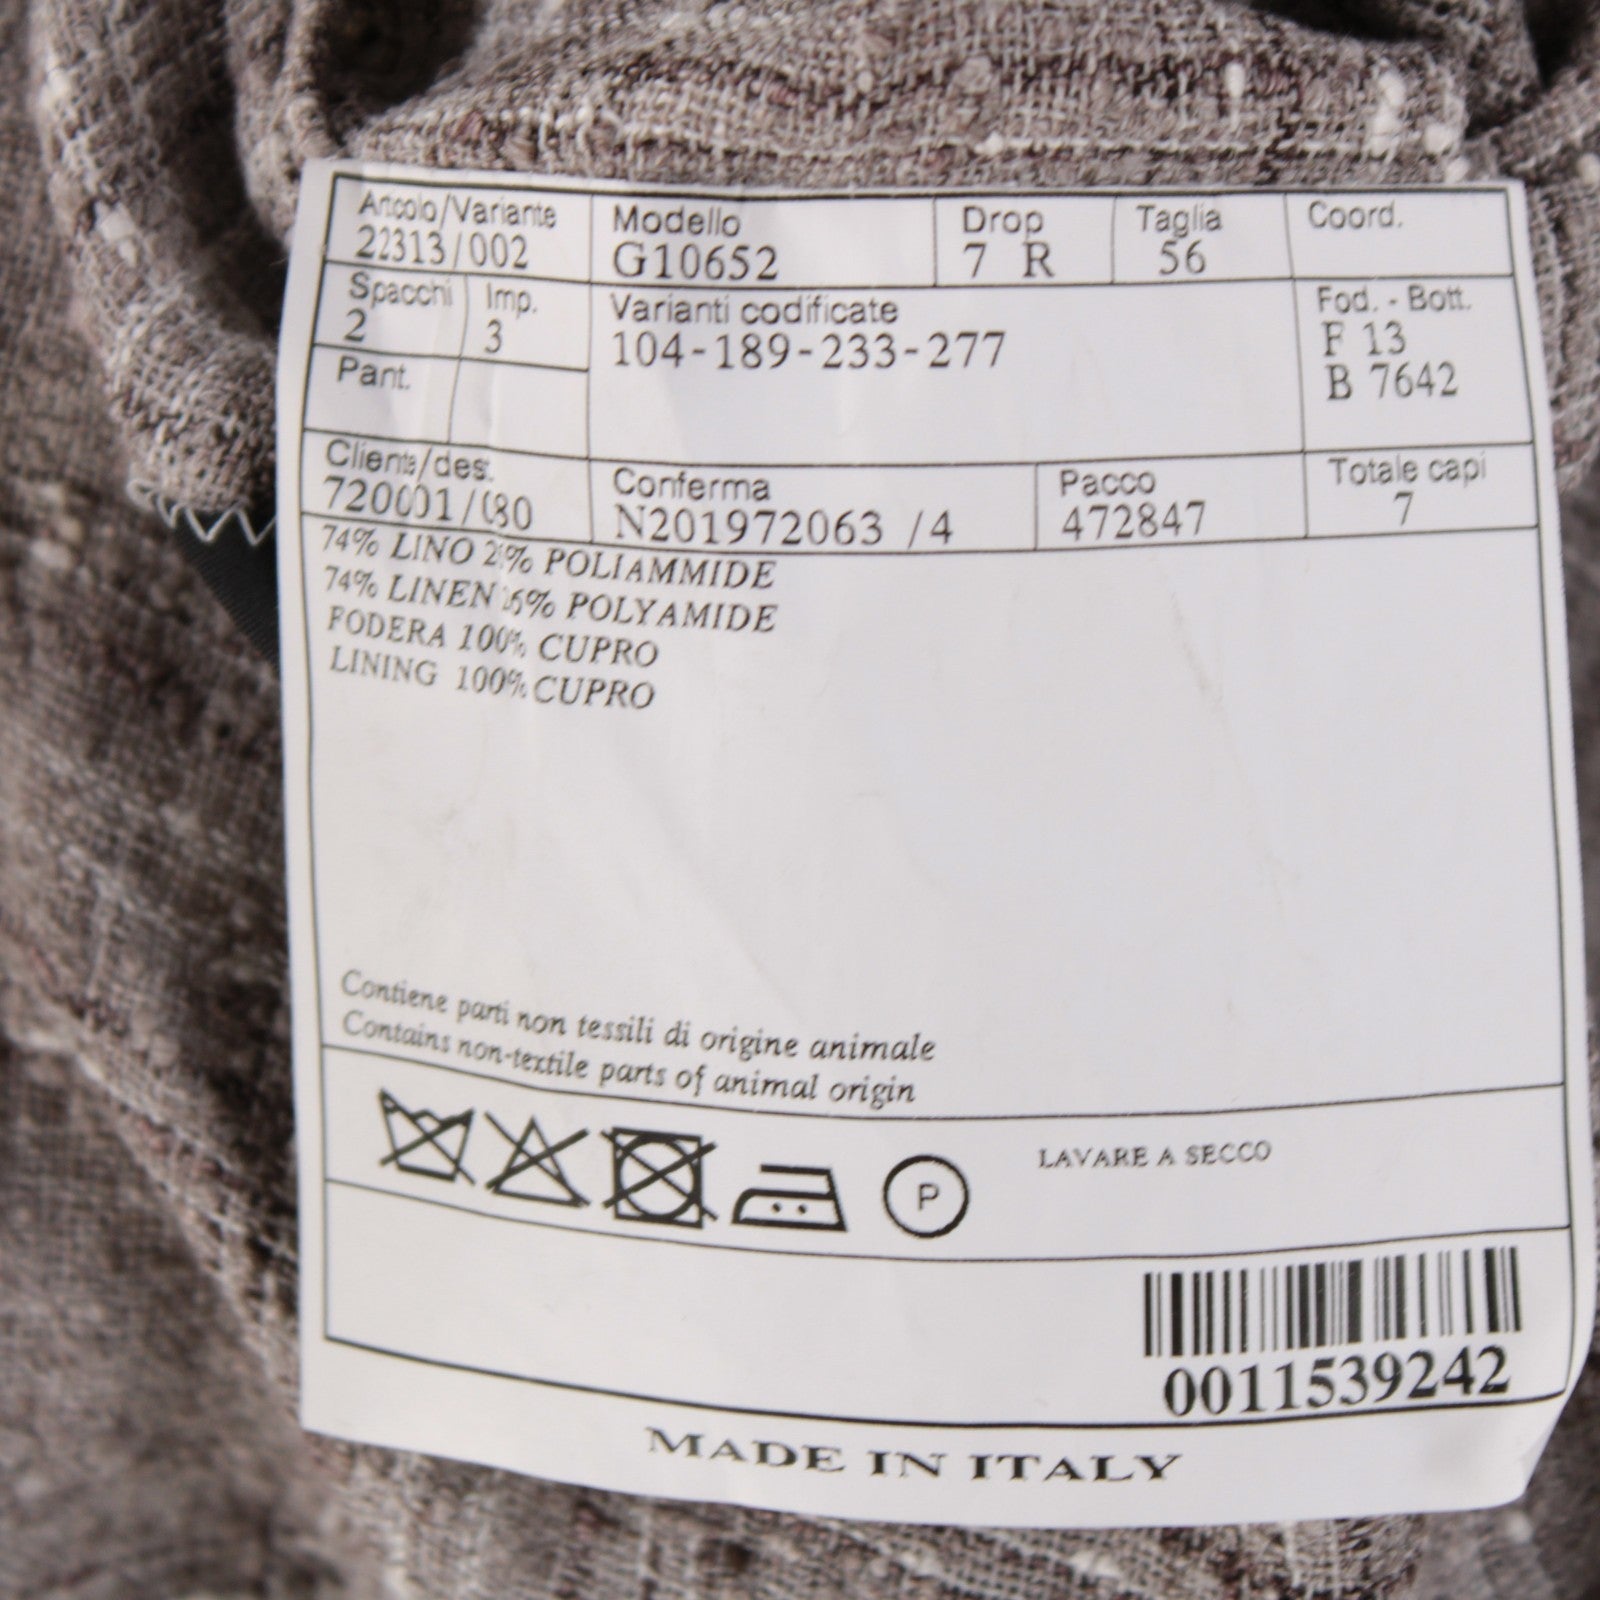 Articolo/Variante Modello Drop Taglia Coord.
22313/002 G10652 7 R 56
Spacchi Imp. Varianti codificate Fod. - Bott.
2 3 104-189-233-277 F 13
Pant. B 7642
Cliente/dest. Conferma Pacco Totale capi
720001/080 N201972063 /4 472847 7
74% LINO POLIAMMIDE
74% LINEN POLYAMIDE
FODERA 100% CUPRO
LINING 100% CUPRO
Contiene parti non tessili di origine animale
Contains non-textile parts of animal origin
P LAVARE A SECCO
0011539242
MADE IN ITALY